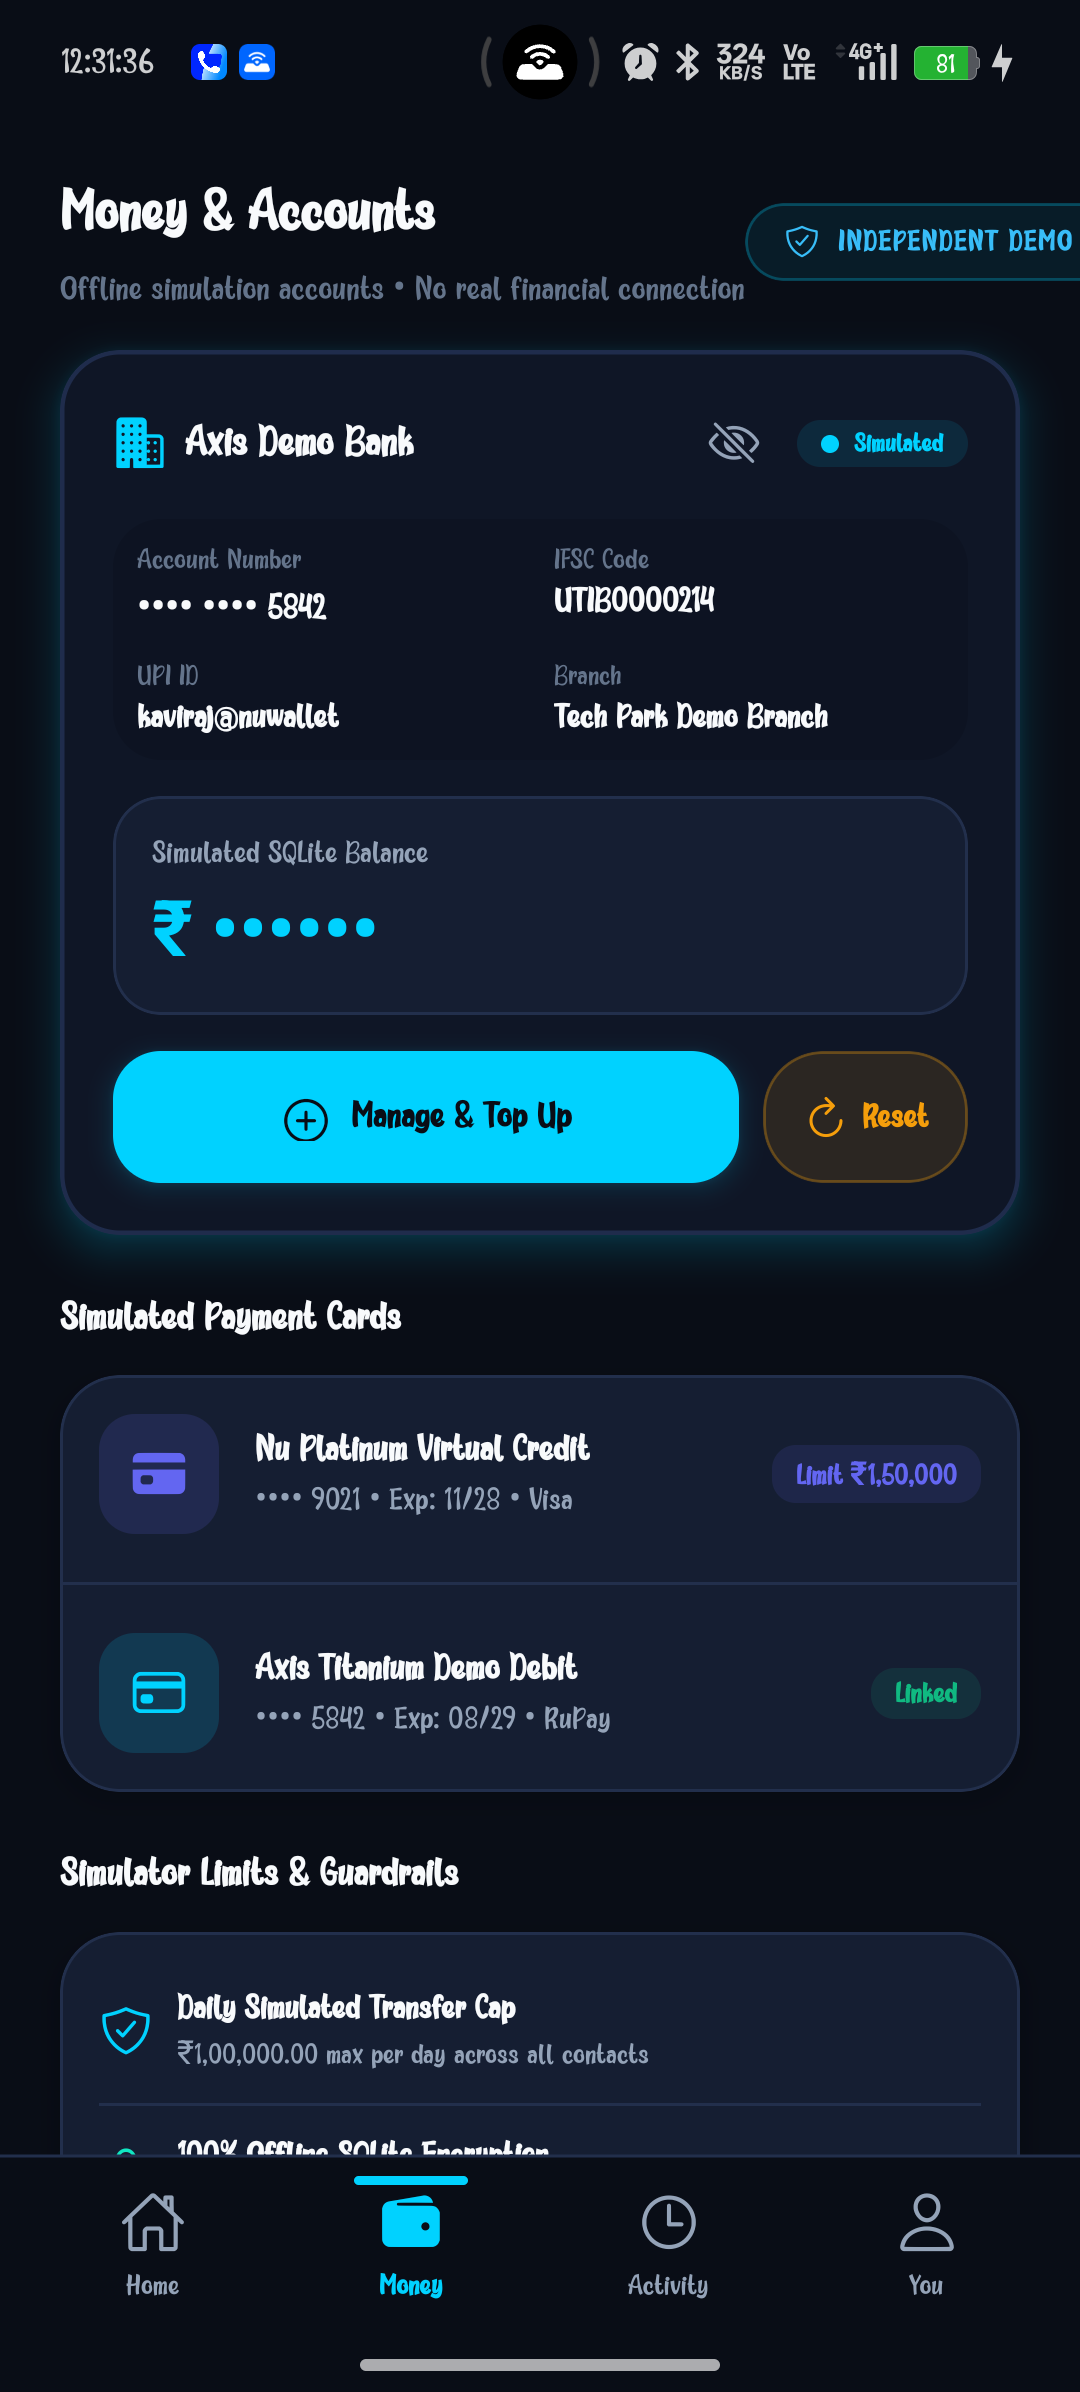 12:31:36
324 KB/S
Vo LTE
4G+
81
Money & Accounts
INDEPENDENT DEMO
Offline simulation accounts • No real financial connection
Axis Demo Bank
Simulated
Account Number
IFSC Code
•••• •••• 5842
UTIB0000214
UPI ID
Branch
kaviraj@nuwallet
Tech Park Demo Branch
Simulated SQLite Balance
₹ ••••••
Manage & Top Up
Reset
Simulated Payment Cards
Nu Platinum Virtual Credit
Limit ₹1,50,000
•••• 9021 • Exp: 11/28 • Visa
Axis Titanium Demo Debit
Linked
•••• 5842 • Exp: 08/29 • RuPay
Simulator Limits & Guardrails
Daily Simulated Transfer Cap
₹1,00,000.00 max per day across all contacts
100% Offline SQLite Encryption
Home
Money
Activity
You